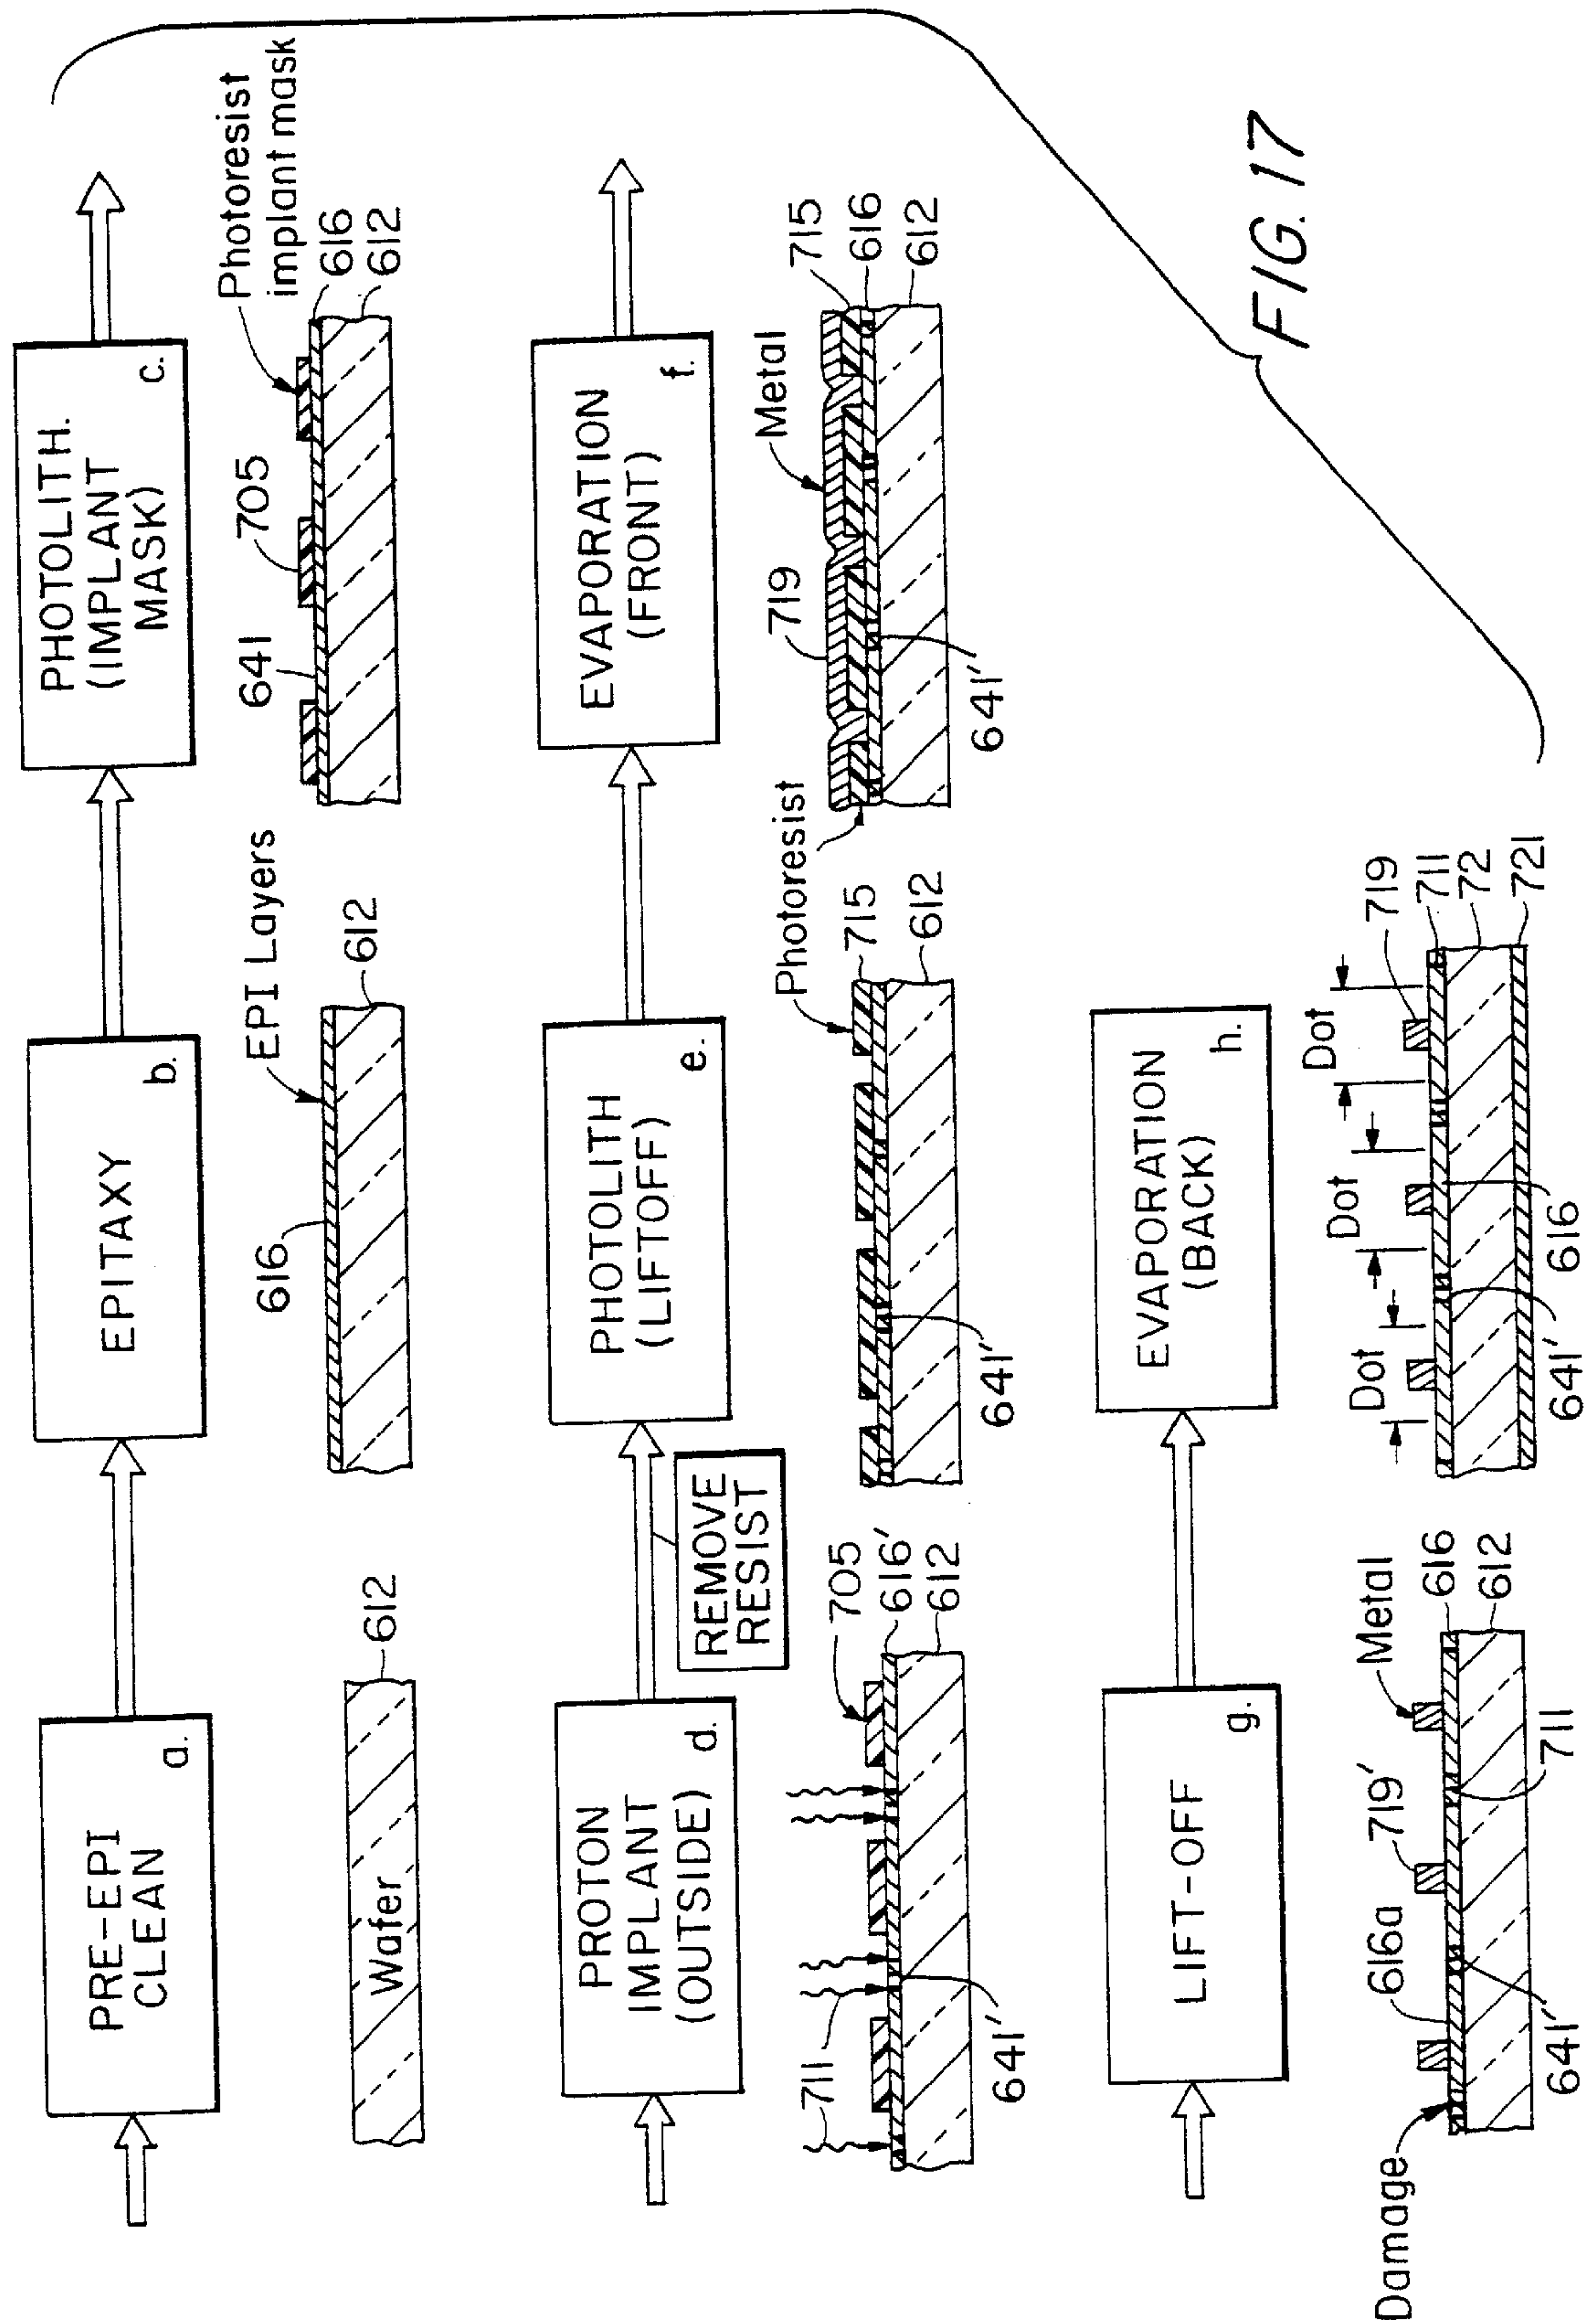 PRE-EPI
CLEAN
a.
EPITAXY
b.
PHOTOLITH.
(IMPLANT
MASK)
c.
Wafer
612
616
EPI Layers
612
641
705
Photoresist
implant mask
616
612
PROTON
IMPLANT
(OUTSIDE)
d.
REMOVE
RESIST
PHOTOLITH
(LIFTOFF)
e.
EVAPORATION
(FRONT)
f.
711
641'
705
616'
612
641'
715
612
Photoresist
719
Metal
715
616
612
641'
LIFT-OFF
g.
EVAPORATION
(BACK)
h.
Damage
616a
719'
Metal
616
612
641'
711
Dot
Dot
Dot
719
711
72
721
641'
616
FIG. 17